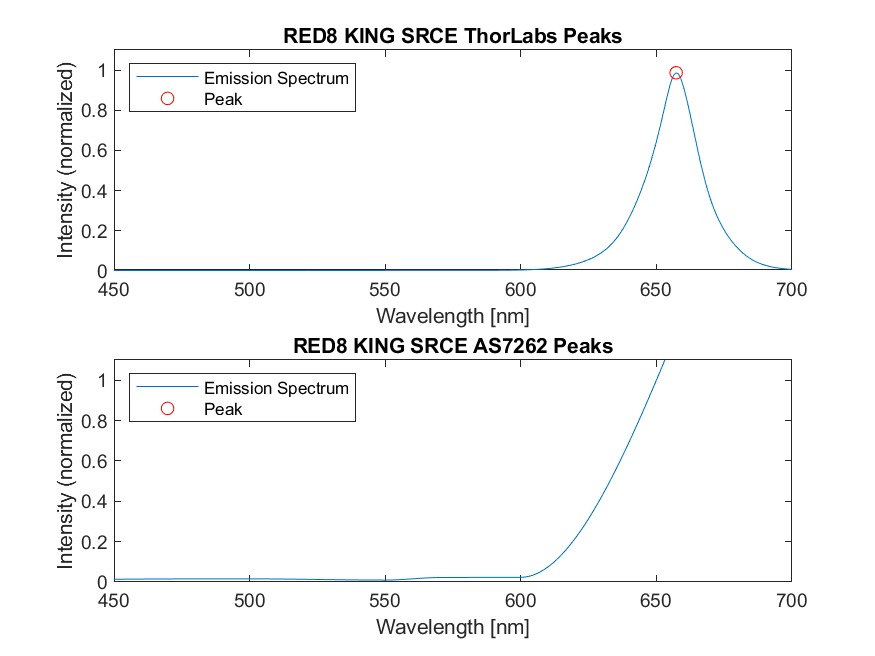 RED8 KING SRCE ThorLabs Peaks
Intensity (normalized)
1
0.8
0.6
0.4
0.2
0
Emission Spectrum
Peak
450 500 550 600 650 700
Wavelength [nm]
RED8 KING SRCE AS7262 Peaks
Intensity (normalized)
1
0.8
0.6
0.4
0.2
0
Emission Spectrum
Peak
450 500 550 600 650 700
Wavelength [nm]